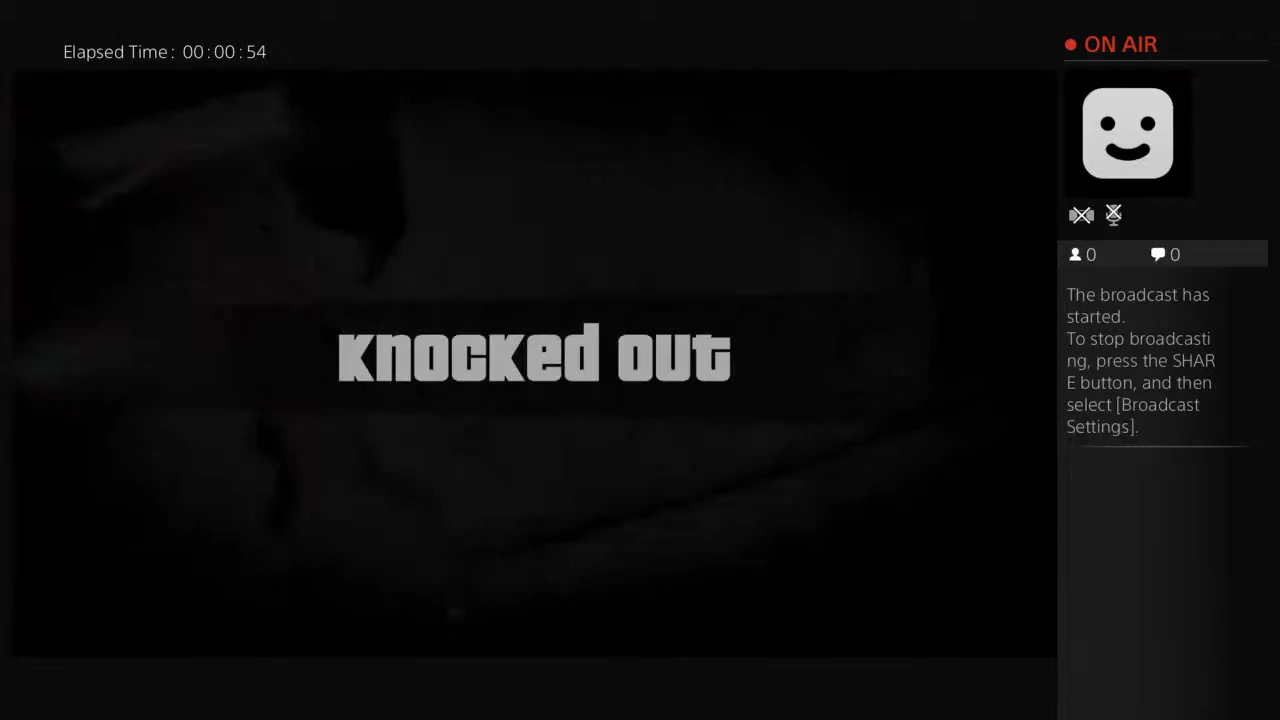 Elapsed Time: 00:00:54
ON AIR
0 0
The broadcast has
started.
To stop broadcasti
ng, press the SHAR
E button, and then
select [Broadcast
Settings].
knocked out